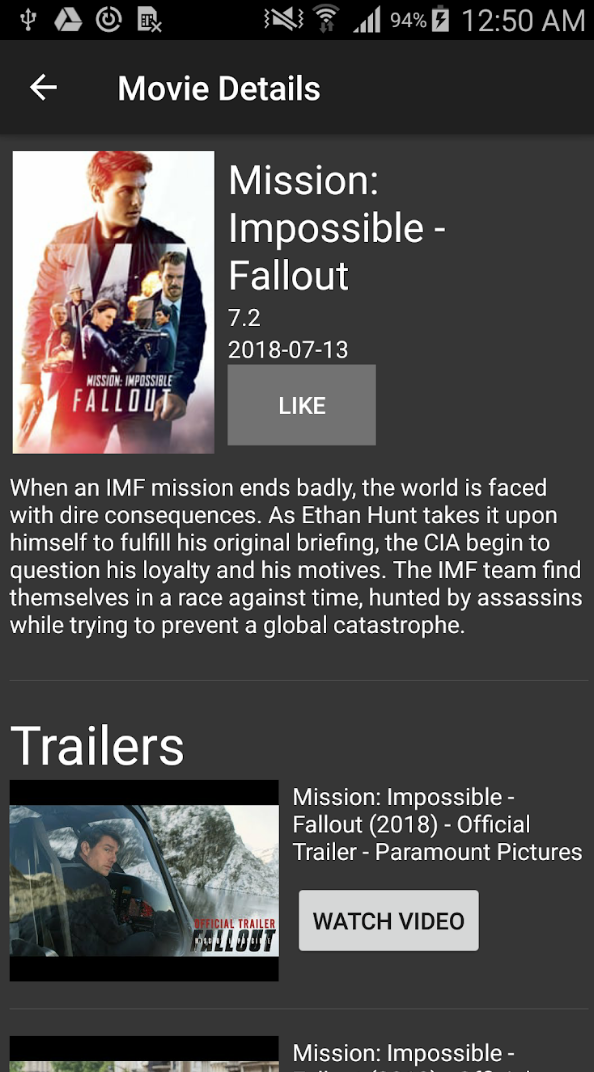 94% 12:50 AM
Movie Details
Mission:
Impossible -
Fallout
7.2
2018-07-13
LIKE
MISSION: IMPOSSIBLE
FALLOUT
When an IMF mission ends badly, the world is faced
with dire consequences. As Ethan Hunt takes it upon
himself to fulfill his original briefing, the CIA begin to
question his loyalty and his motives. The IMF team find
themselves in a race against time, hunted by assassins
while trying to prevent a global catastrophe.
Trailers
Mission: Impossible -
Fallout (2018) - Official
Trailer - Paramount Pictures
WATCH VIDEO
OFFICIAL TRAILER
MISSION: IMPOSSIBLE
FALLOUT
Mission: Impossible -